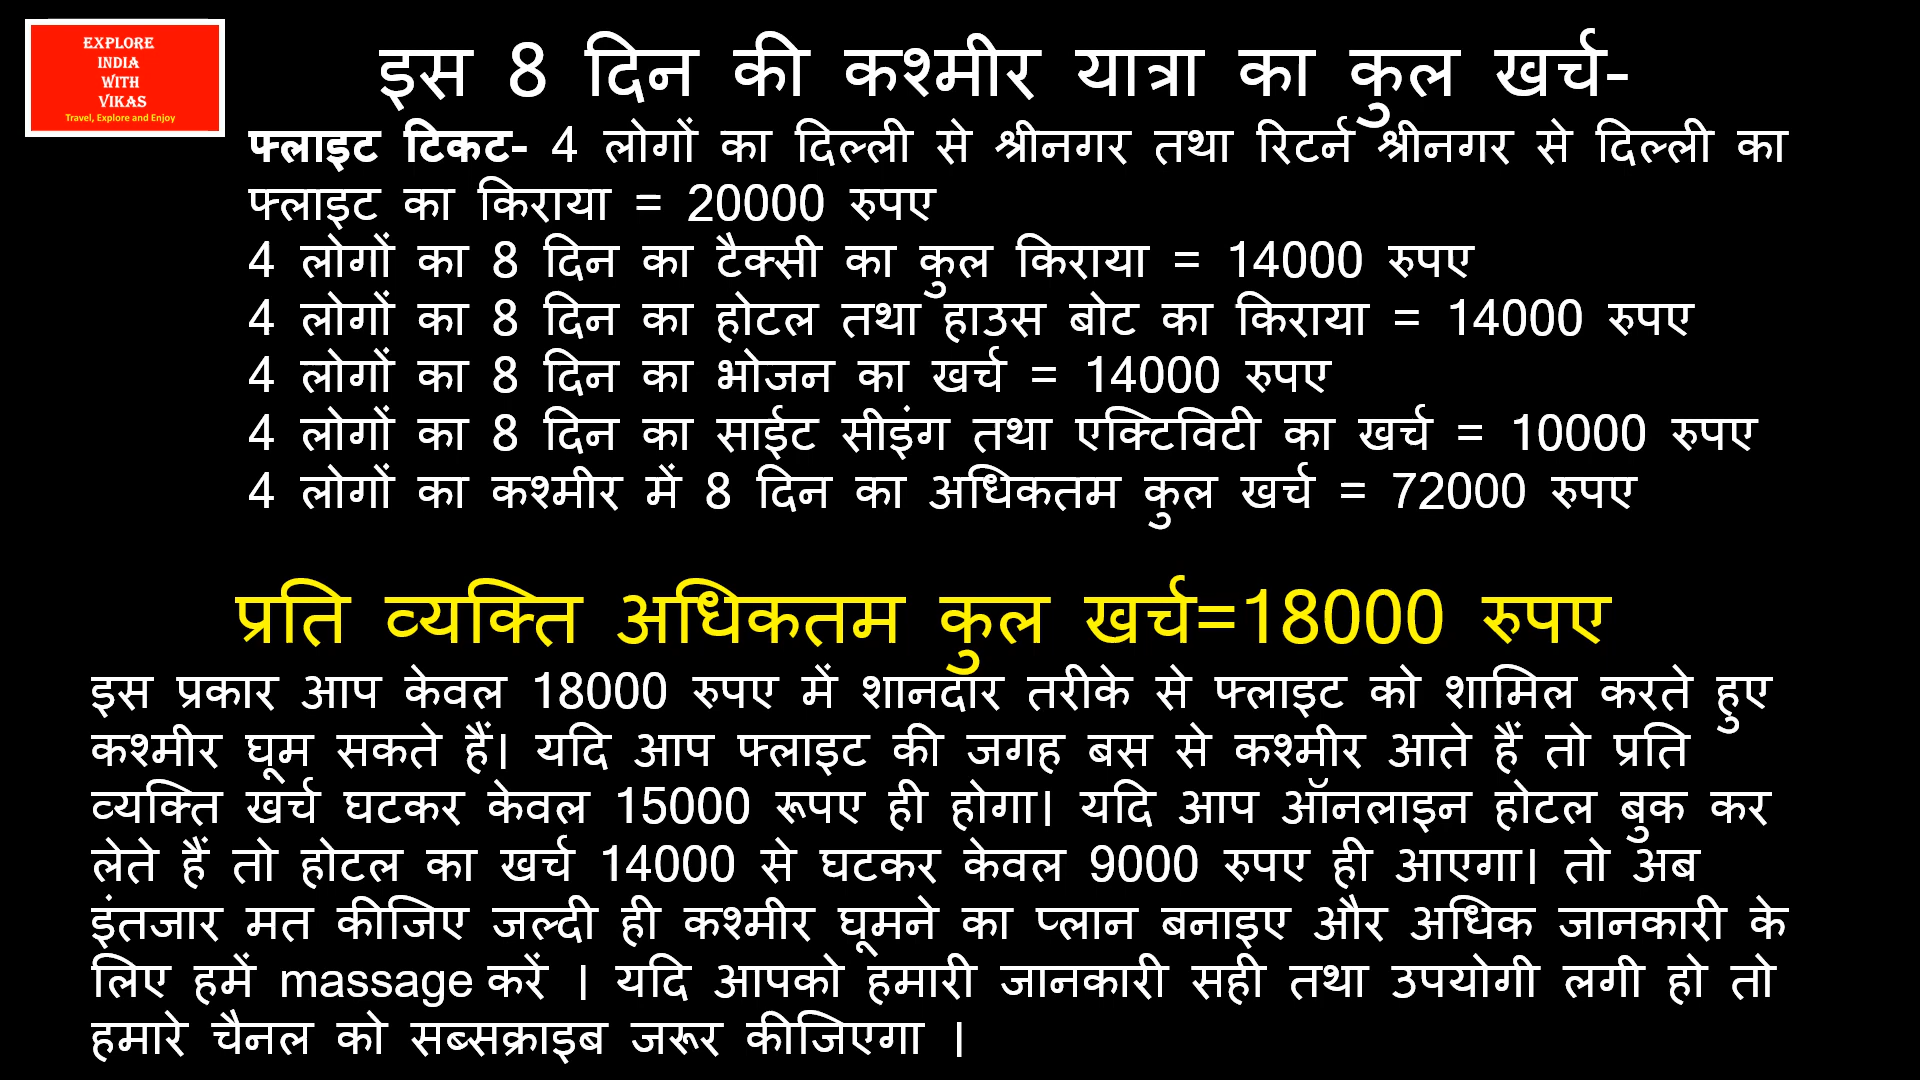 EXPLORE
INDIA
WITH
VIKAS
Travel, Explore and Enjoy
इस 8 दिन की कश्मीर यात्रा का कुल खर्च-
फ्लाइट टिकट- 4 लोगों का दिल्ली से श्रीनगर तथा रिटर्न श्रीनगर से दिल्ली का
फ्लाइट का किराया = 20000 रुपए
4 लोगों का 8 दिन का टैक्सी का कुल किराया = 14000 रुपए
4 लोगों का 8 दिन का होटल तथा हाउस बोट का किराया = 14000 रुपए
4 लोगों का 8 दिन का भोजन का खर्च = 14000 रुपए
4 लोगों का 8 दिन का साईट सीइंग तथा एक्टिविटी का खर्च = 10000 रुपए
4 लोगों का कश्मीर में 8 दिन का अधिकतम कुल खर्च = 72000 रुपए
प्रति व्यक्ति अधिकतम कुल खर्च=18000 रुपए
इस प्रकार आप केवल 18000 रुपए में शानदार तरीके से फ्लाइट को शामिल करते हुए
कश्मीर घूम सकते हैं। यदि आप फ्लाइट की जगह बस से कश्मीर आते हैं तो प्रति
व्यक्ति खर्च घटकर केवल 15000 रूपए ही होगा। यदि आप ऑनलाइन होटल बुक कर
लेते हैं तो होटल का खर्च 14000 से घटकर केवल 9000 रुपए ही आएगा। तो अब
इंतजार मत कीजिए जल्दी ही कश्मीर घूमने का प्लान बनाइए और अधिक जानकारी के
लिए हमें massage करें । यदि आपको हमारी जानकारी सही तथा उपयोगी लगी हो तो
हमारे चैनल को सब्सक्राइब जरूर कीजिएगा ।